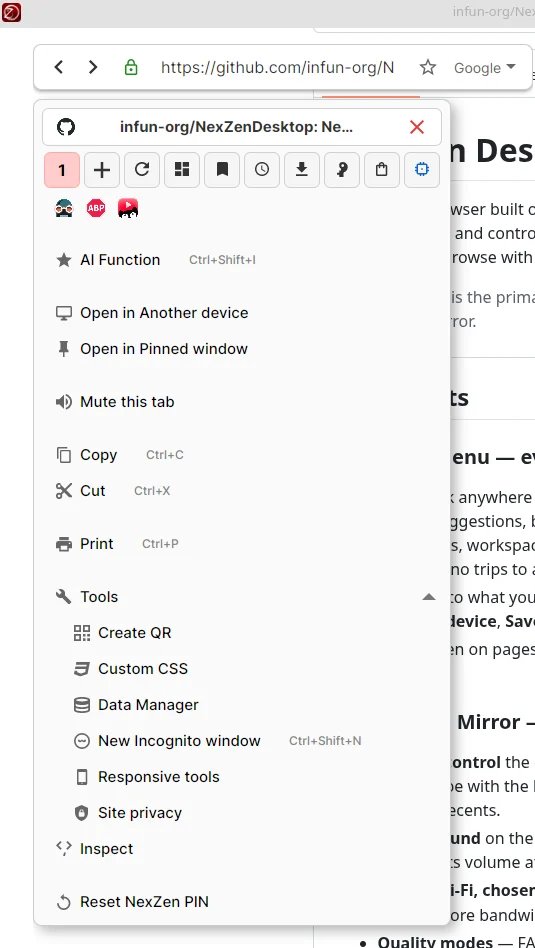 infun-org/Nex
https://github.com/infun-org/N Google
infun-org/NexZenDesktop: Ne...
1
ABP
AI Function Ctrl+Shift+I
Open in Another device
Open in Pinned window
Mute this tab
Copy Ctrl+C
Cut Ctrl+X
Print Ctrl+P
Tools
Create QR
Custom CSS
Data Manager
New Incognito window Ctrl+Shift+N
Responsive tools
Site privacy
Inspect
Reset NexZen PIN
n Des
wser built o
and contro
rowse with
is the prima
rror.
ts
enu — ev
k anywhere
ggestions, b
s, workspac
no trips to a
to what you
device, Save
en on pages
Mirror –
ontrol the
be with the
ecents.
und on the
ts volume a
i-Fi, chosen
ore bandwi
• Quality modes — FA